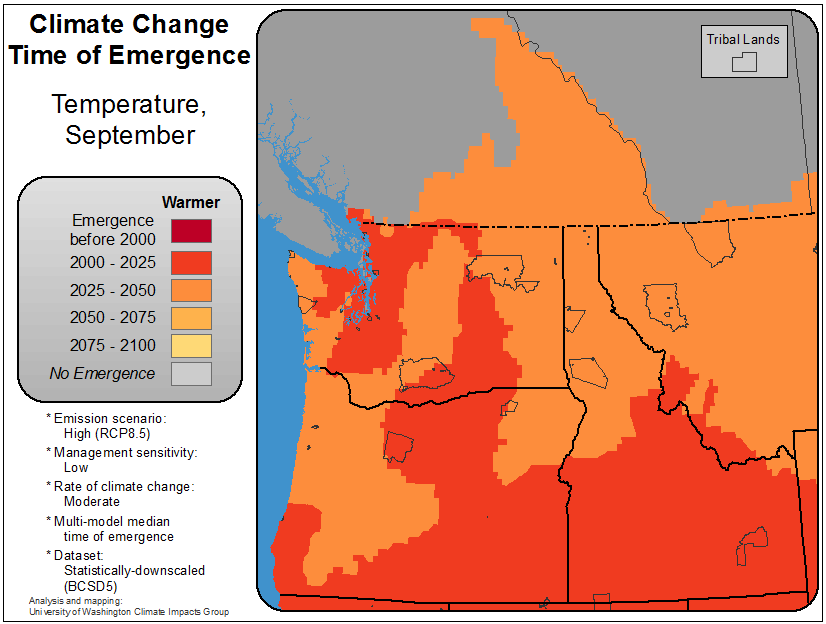 Climate Change
Time of Emergence
Temperature,
September
Warmer
Emergence
before 2000
2000 - 2025
2025 - 2050
2050 - 2075
2075 - 2100
No Emergence
* Emission scenario:
High (RCP8.5)
* Management sensitivity:
Low
* Rate of climate change:
Moderate
* Multi-model median
time of emergence
* Dataset:
Statistically-downscaled
(BCSD5)
Analysis and mapping:
University of Washington Climate Impacts Group
Tribal Lands